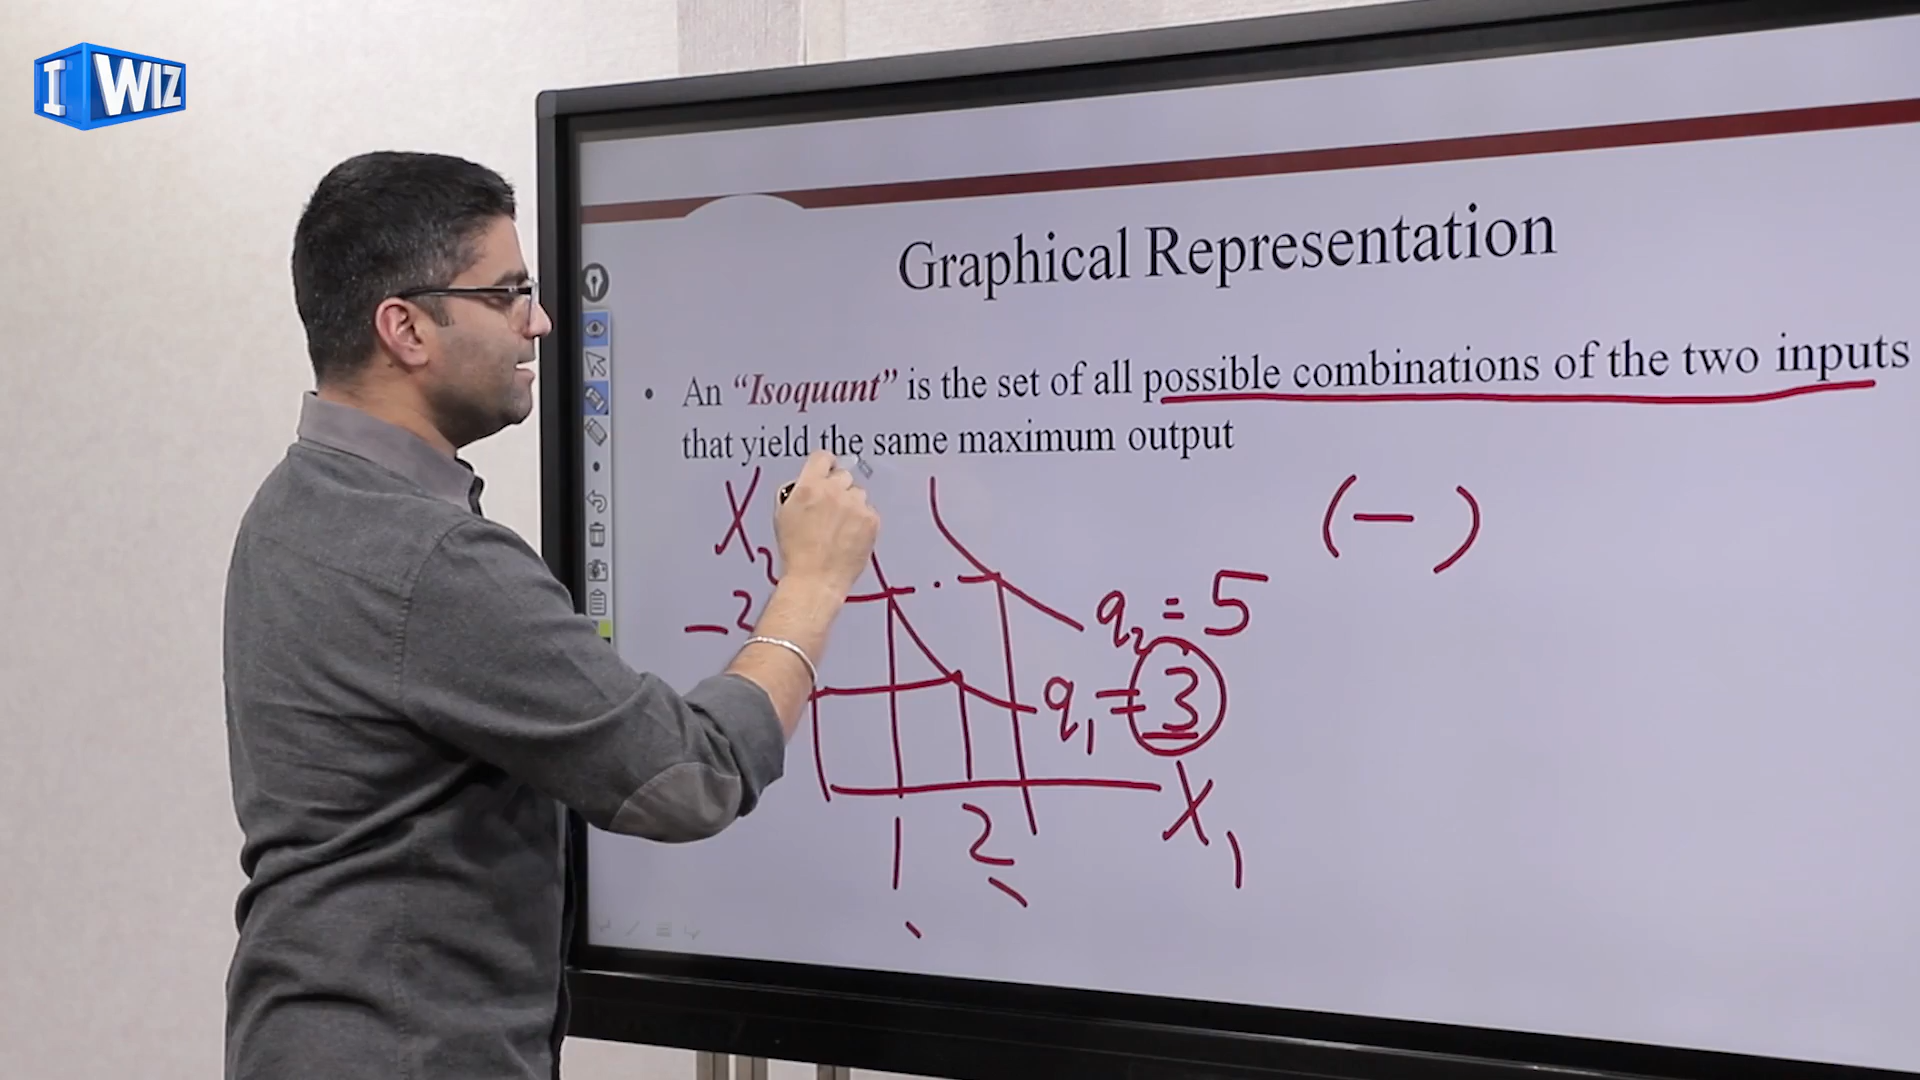 I WIZ
Graphical Representation
• An “Isoquant” is the set of all possible combinations of the two inputs
that yield the same maximum output
X2
( — )
– 2
q2 = 5
q1 = 3
X1
1 2